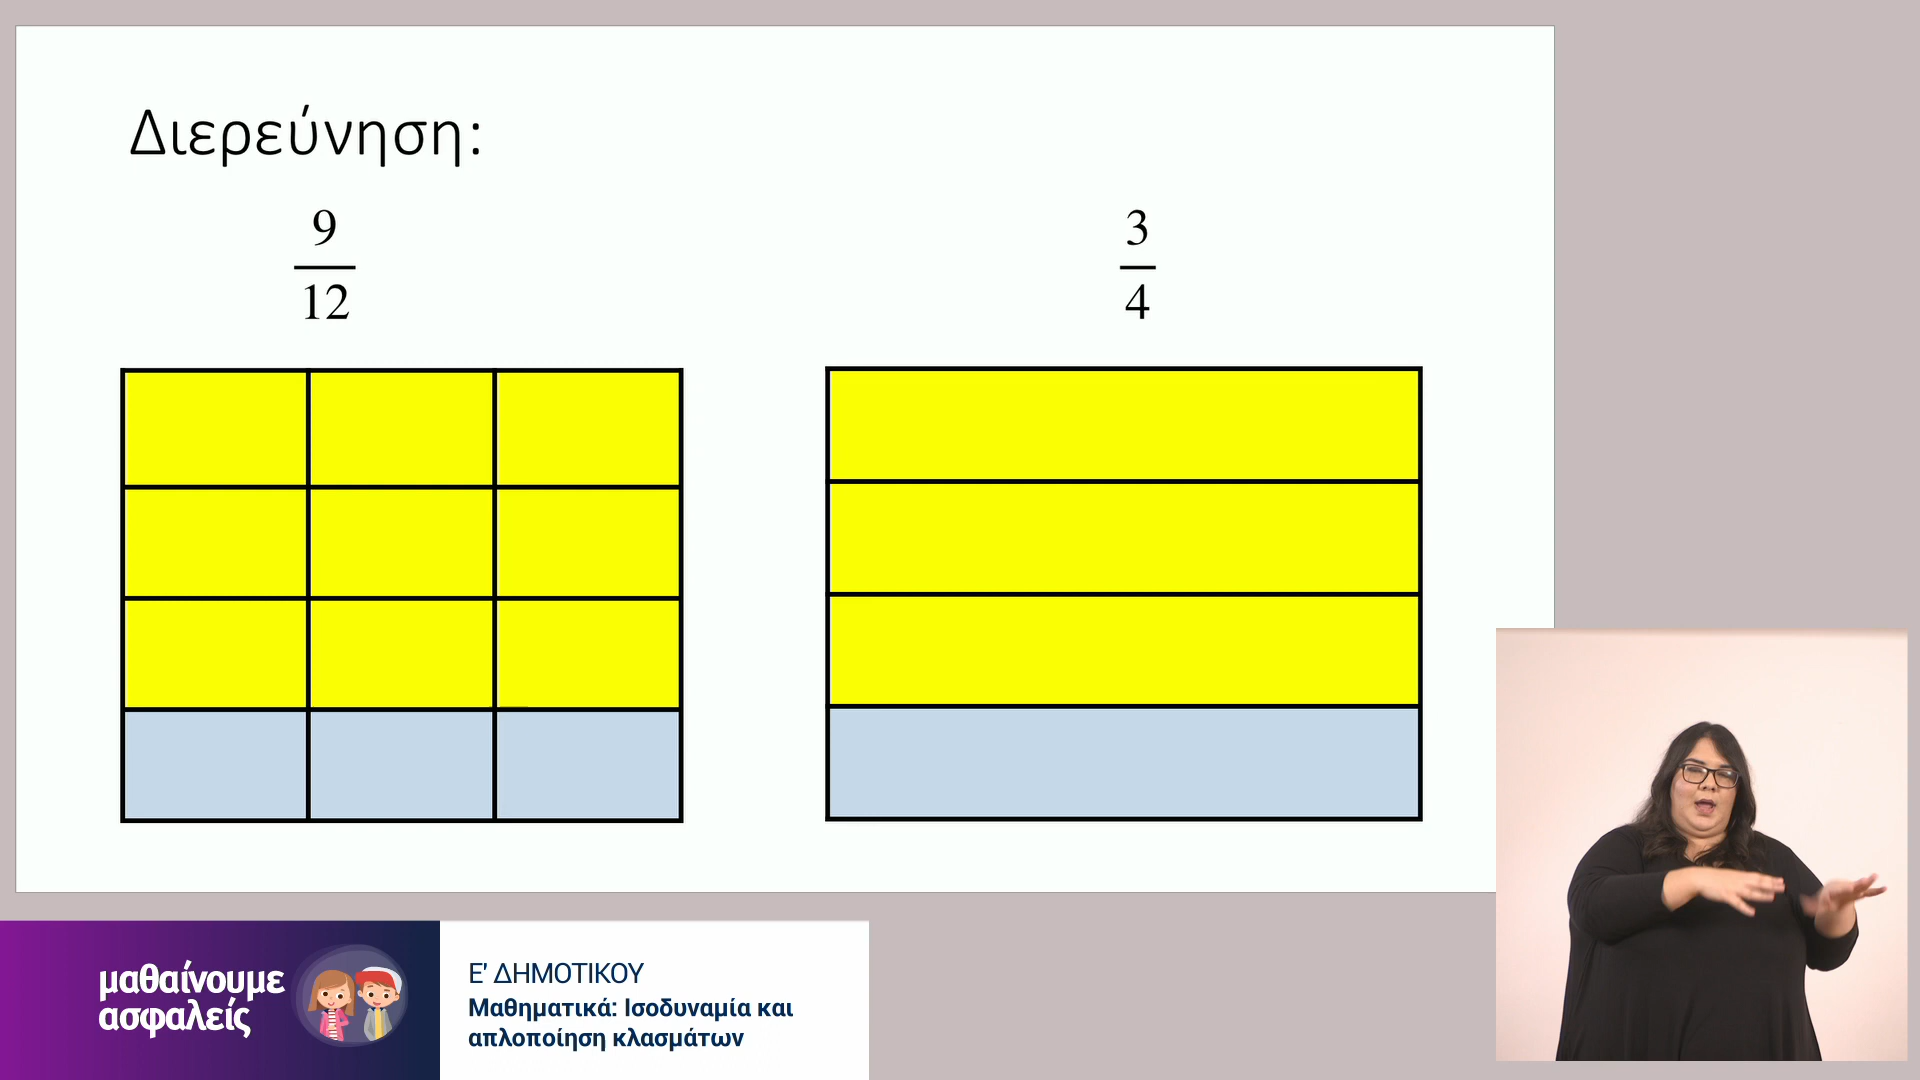 Διερεύνηση:
9
12
3
4
μαθαίνουμε
ασφαλείς
Ε' ΔΗΜΟΤΙΚΟΥ
Μαθηματικά: Ισοδυναμία και
απλοποίηση κλασμάτων